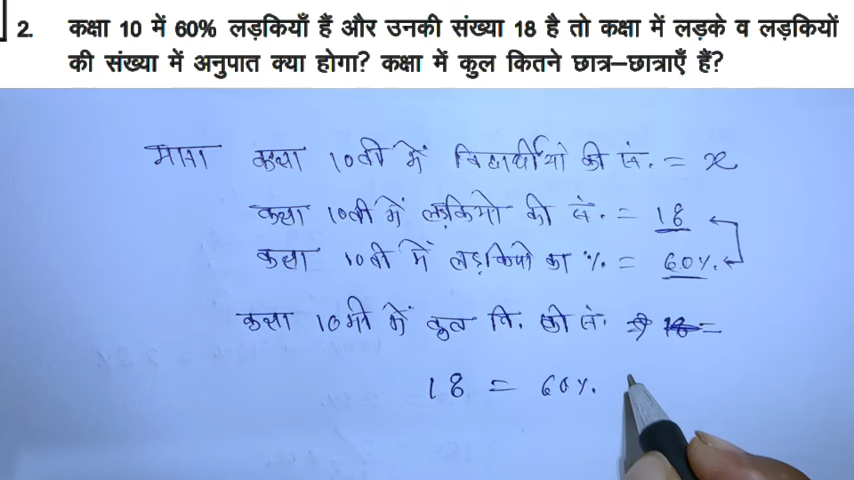 2. कक्षा 10 में 60% लड़कियाँ हैं और उनकी संख्या 18 है तो कक्षा में लड़के व लड़कियों
की संख्या में अनुपात क्या होगा? कक्षा में कुल कितने छात्र–छात्राएँ हैं?
माना कक्षा 10वी में विद्यार्थीयो की सं. = x
कक्षा 10वी में लड़कियो की सं. = 18
कक्षा 10वी में लड़कियो का % = 60%
कक्षा 10मी में कुल वि. की सं. =
18 = 60%